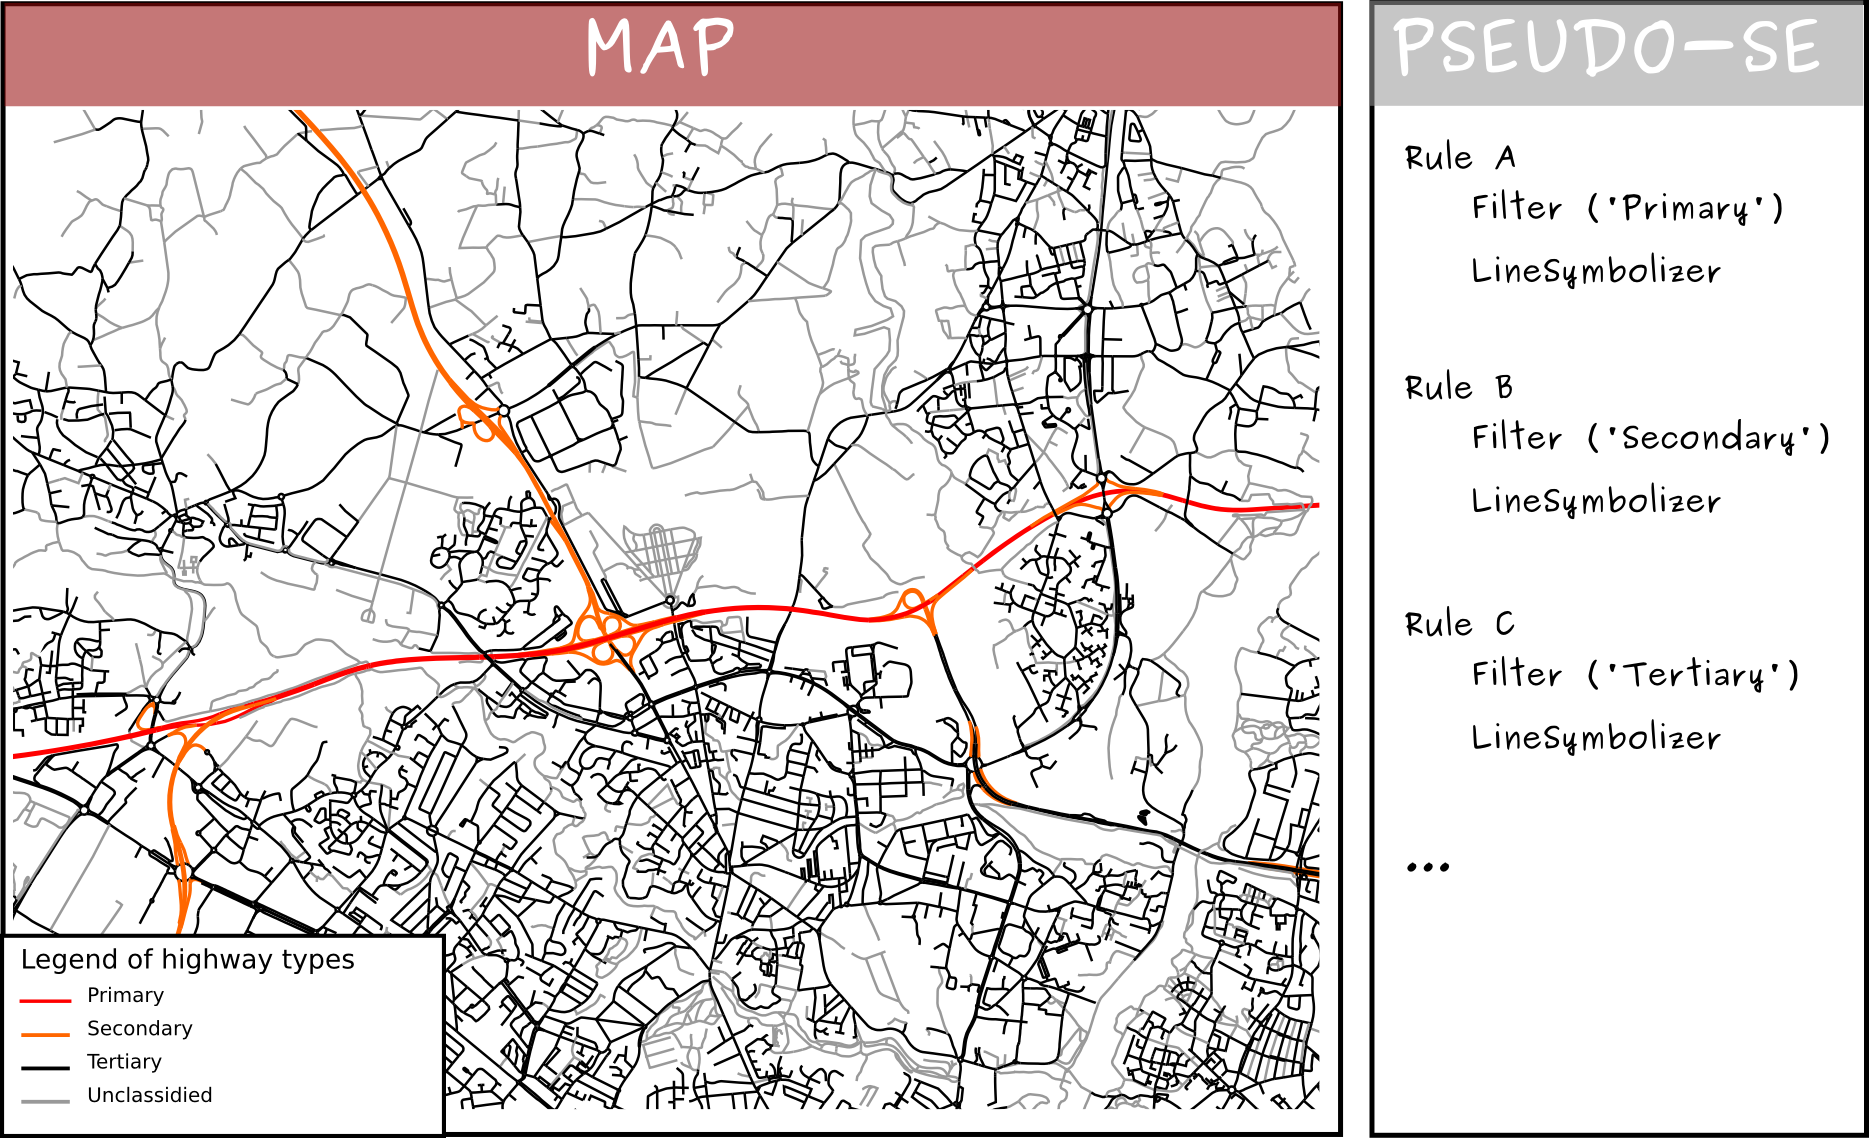 MAP
Legend of highway types
Primary
Secondary
Tertiary
Unclassidied
PSEUDO-SE
Rule A
Filter ('Primary')
LineSymbolizer
Rule B
Filter ('Secondary')
LineSymbolizer
Rule C
Filter ('Tertiary')
LineSymbolizer
...